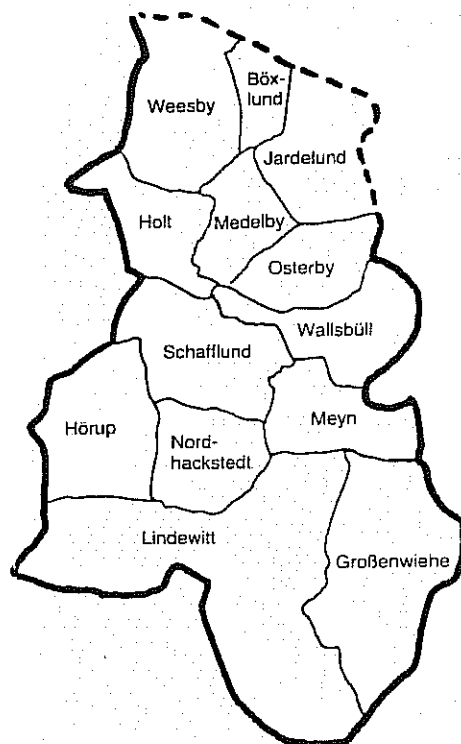 Böx-
lund
Weesby
Jardelund
Holt
Medelby
Osterby
Wallsbüll
Schafflund
Meyn
Hörup
Nord-
hackstedt
Lindewitt
Großenwiehe